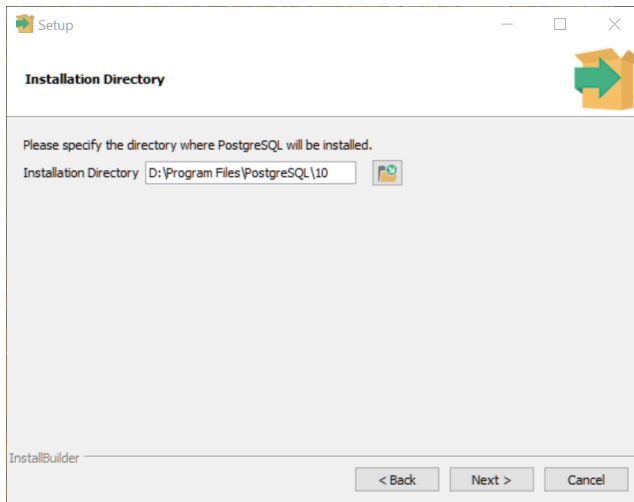 Setup
Installation Directory
Please specify the directory where PostgreSQL will be installed.
Installation Directory D:\Program Files\PostgreSQL\10
InstallBuilder
< Back Next > Cancel